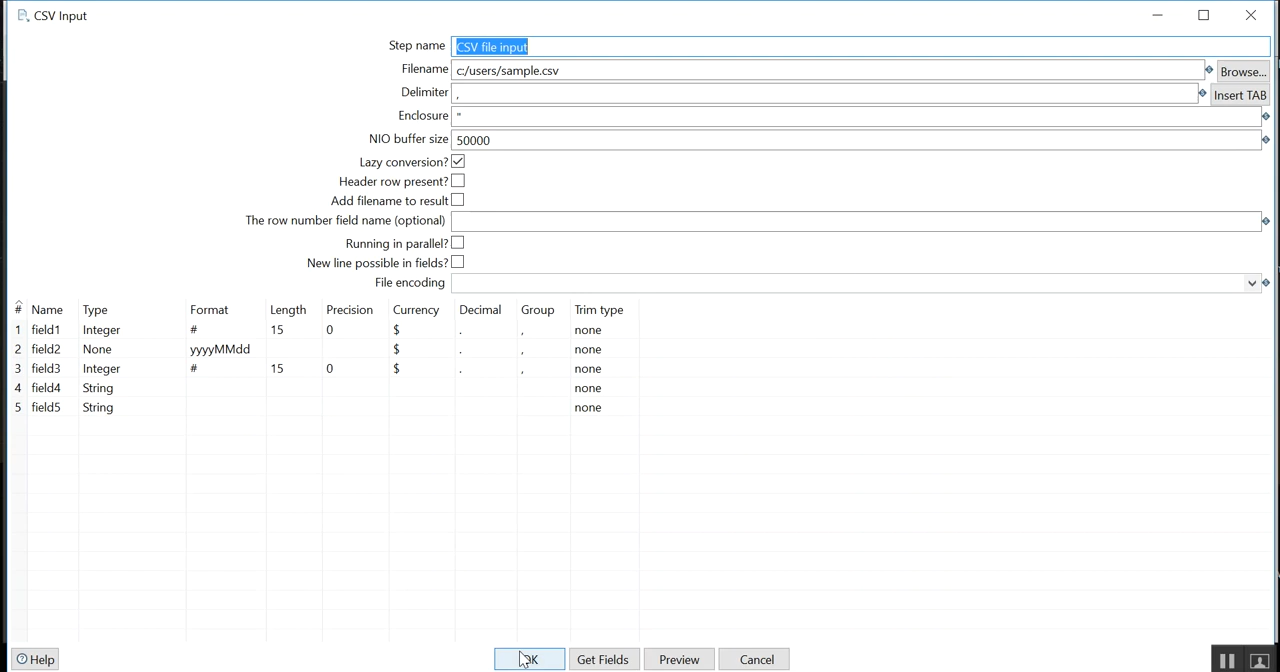 CSV Input
Step name CSV file input
Filename c:/users/sample.csv Browse...
Delimiter , Insert TAB
Enclosure "
NIO buffer size 50000
Lazy conversion?
Header row present?
Add filename to result
The row number field name (optional)
Running in parallel?
New line possible in fields?
File encoding
# Name Type Format Length Precision Currency Decimal Group Trim type
1 field1 Integer # 15 0 $ . , none
2 field2 None yyyyMMdd $ . , none
3 field3 Integer # 15 0 $ . , none
4 field4 String none
5 field5 String none
Help OK Get Fields Preview Cancel